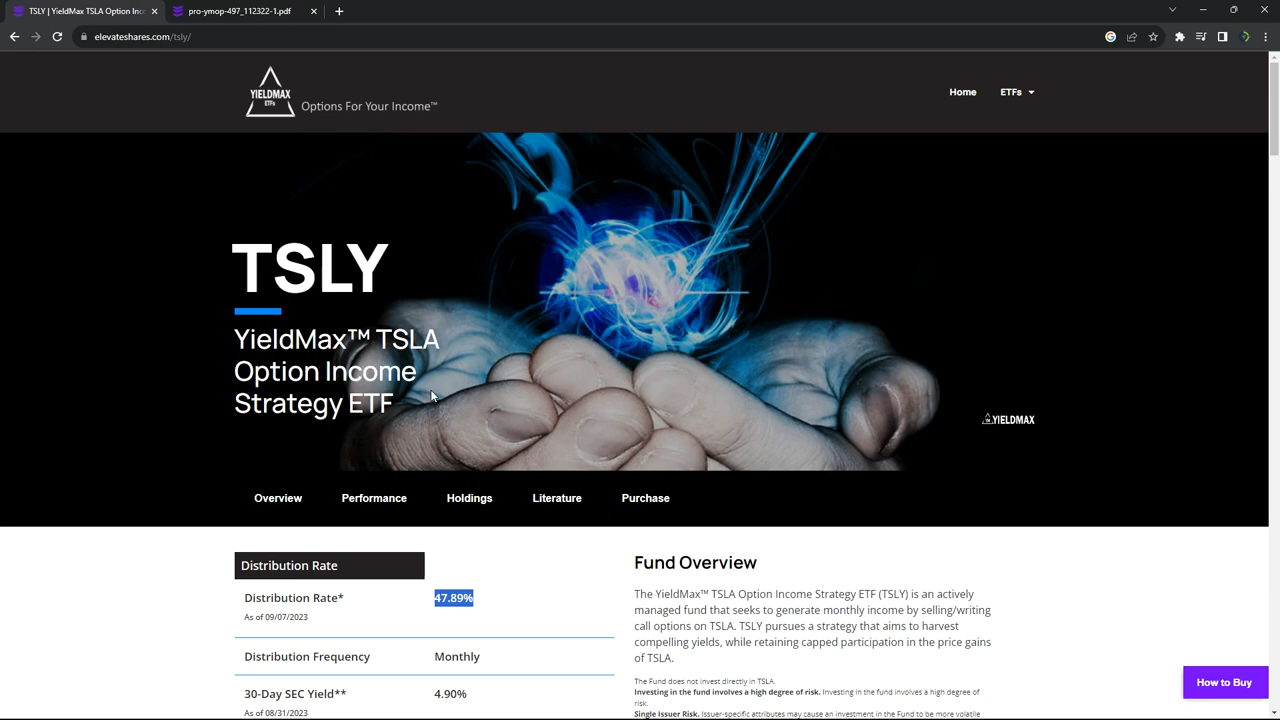 TSLY | YieldMax TSLA Option Inc
pro-ymop-497_112322-1.pdf
elevateshares.com/tsly/
YIELDMAX
ETFs
Options For Your Income™
Home
ETFs
TSLY
YieldMax™ TSLA
Option Income
Strategy ETF
YIELDMAX
Overview
Performance
Holdings
Literature
Purchase
Distribution Rate
Distribution Rate*
47.89%
As of 09/07/2023
Distribution Frequency
Monthly
30-Day SEC Yield**
4.90%
As of 08/31/2023
Fund Overview
The YieldMax™ TSLA Option Income Strategy ETF (TSLY) is an actively
managed fund that seeks to generate monthly income by selling/writing
call options on TSLA. TSLY pursues a strategy that aims to harvest
compelling yields, while retaining capped participation in the price gains
of TSLA.
The Fund does not invest directly in TSLA.
Investing in the fund involves a high degree of risk. Investing in the fund involves a high degree of
risk.
Single Issuer Risk. Issuer-specific attributes may cause an investment in the Fund to be more volatile
How to Buy